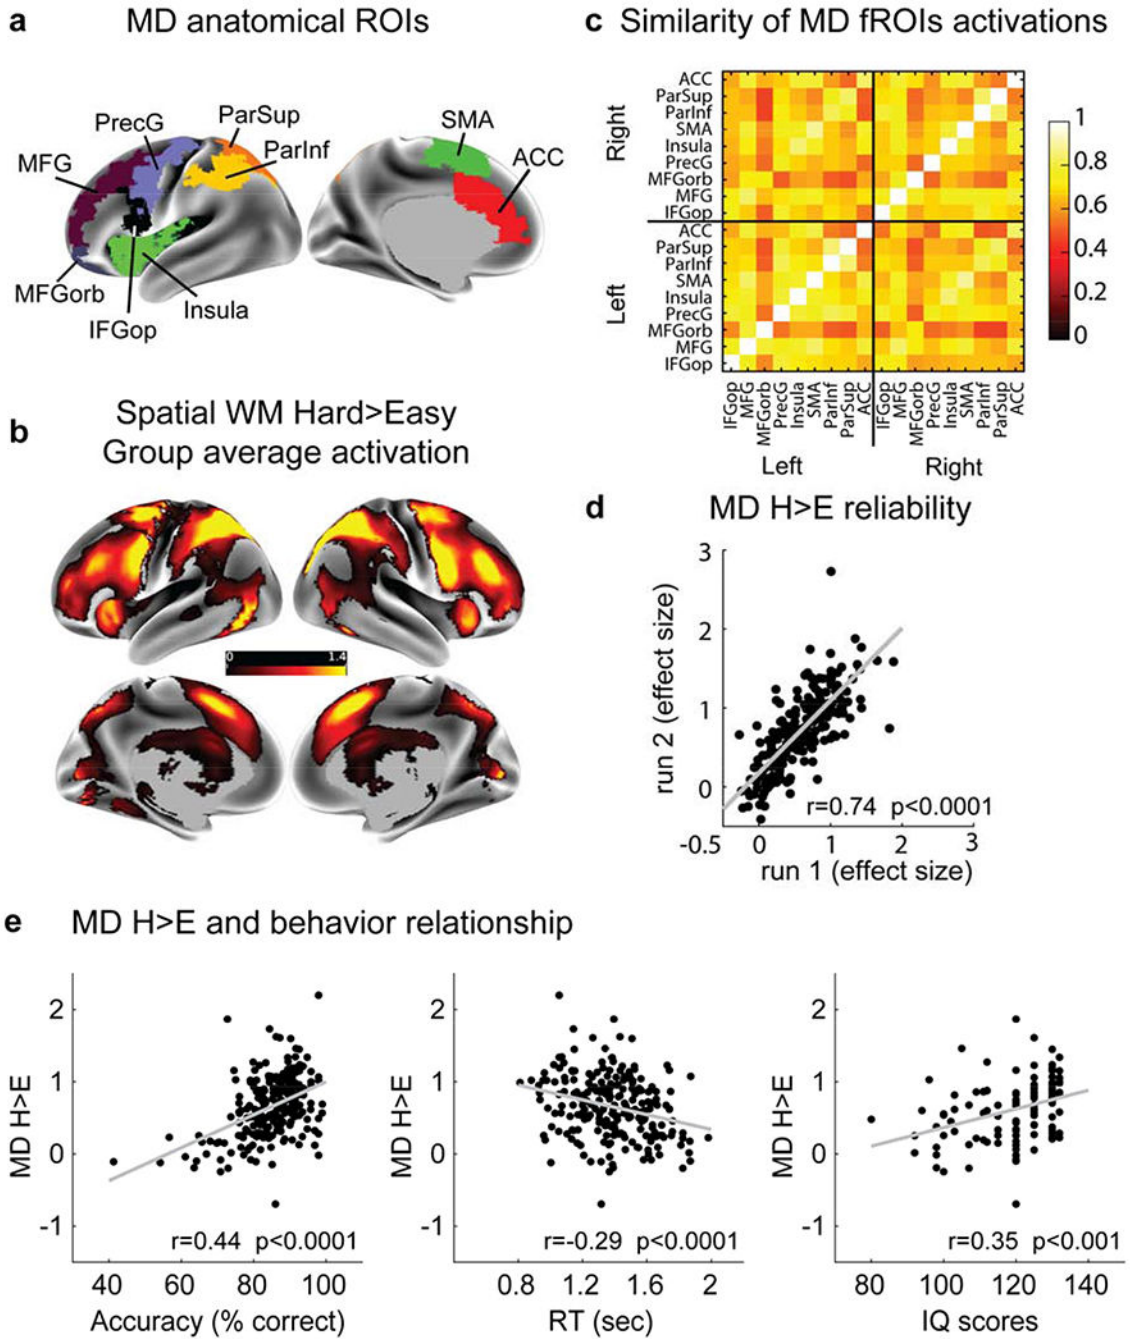 a MD anatomical ROIs
PrecG
ParSup
MFG
ParInf
SMA
ACC
MFGorb
IFGop
Insula
b Spatial WM Hard>Easy
Group average activation
0 1.4
c Similarity of MD fROIs activations
Right
ACC
ParSup
ParInf
SMA
Insula
PrecG
MFGorb
MFG
IFGop
Left
ACC
ParSup
ParInf
SMA
Insula
PrecG
MFGorb
MFG
IFGop
IFGop MFG MFGorb PrecG Insula SMA ParInf ParSup ACC IFGop MFG MFGorb PrecG Insula SMA ParInf ParSup ACC
Left Right
1
0.8
0.6
0.4
0.2
0
d MD H>E reliability
run 2 (effect size)
3
2
1
0
r=0.74 p<0.0001
-0.5 0 1 2 3
run 1 (effect size)
e MD H>E and behavior relationship
MD H>E
2
1
0
-1
r=0.44 p<0.0001
40 60 80 100
Accuracy (% correct)
MD H>E
2
1
0
-1
r=-0.29 p<0.0001
0.8 1.2 1.6 2
RT (sec)
MD H>E
2
1
0
-1
r=0.35 p<0.001
80 100 120 140
IQ scores